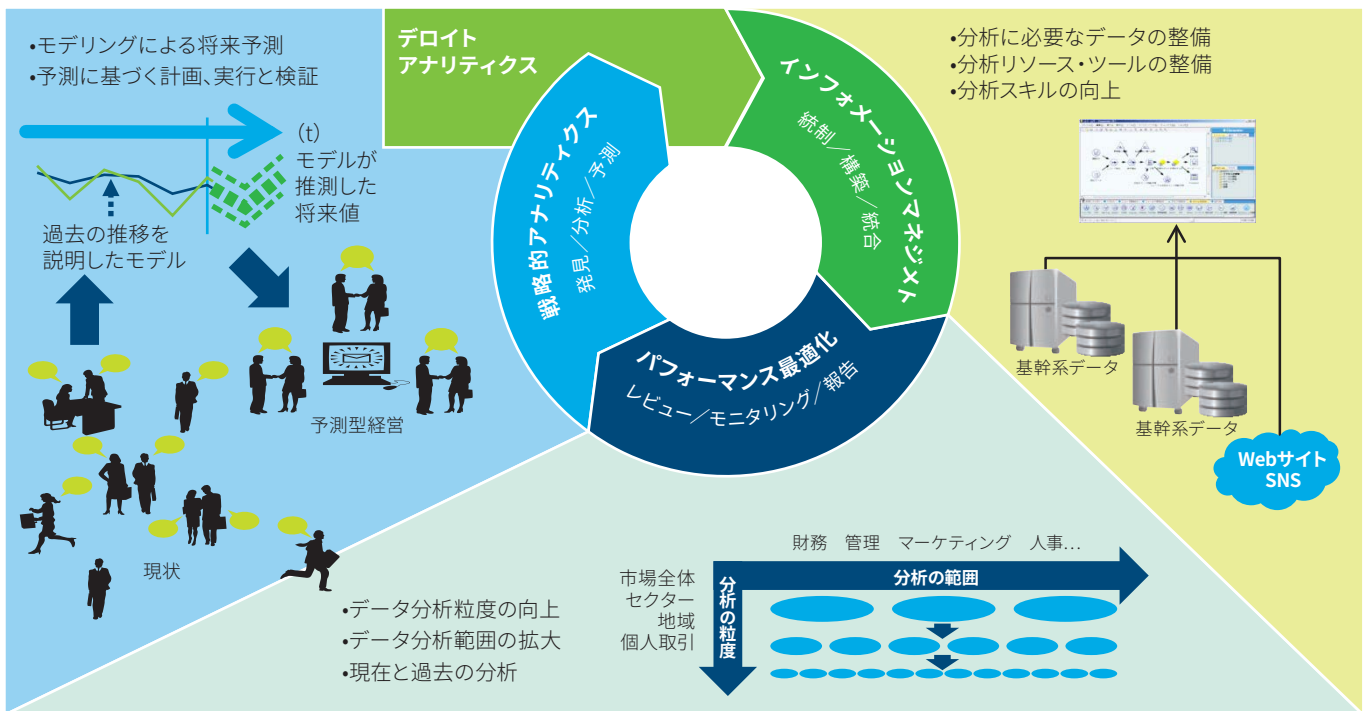 •モデリングによる将来予測
•予測に基づく計画、実行と検証
(t)
モデルが
推測した
将来値
過去の推移を
説明したモデル
予測型経営
現状
デロイト
アナリティクス
戦略的アナリティクス
発見／分析／予測
インフォメーションマネジメト
統制／構築／統合
パフォーマンス最適化
レビュー／モニタリング／報告
•分析に必要なデータの整備
•分析リソース・ツールの整備
•分析スキルの向上
基幹系データ
基幹系データ
Webサイト
SNS
•データ分析粒度の向上
•データ分析範囲の拡大
•現在と過去の分析
財務 管理 マーケティング 人事...
分析の範囲
市場全体
セクター
地域
個人取引
分析の粒度